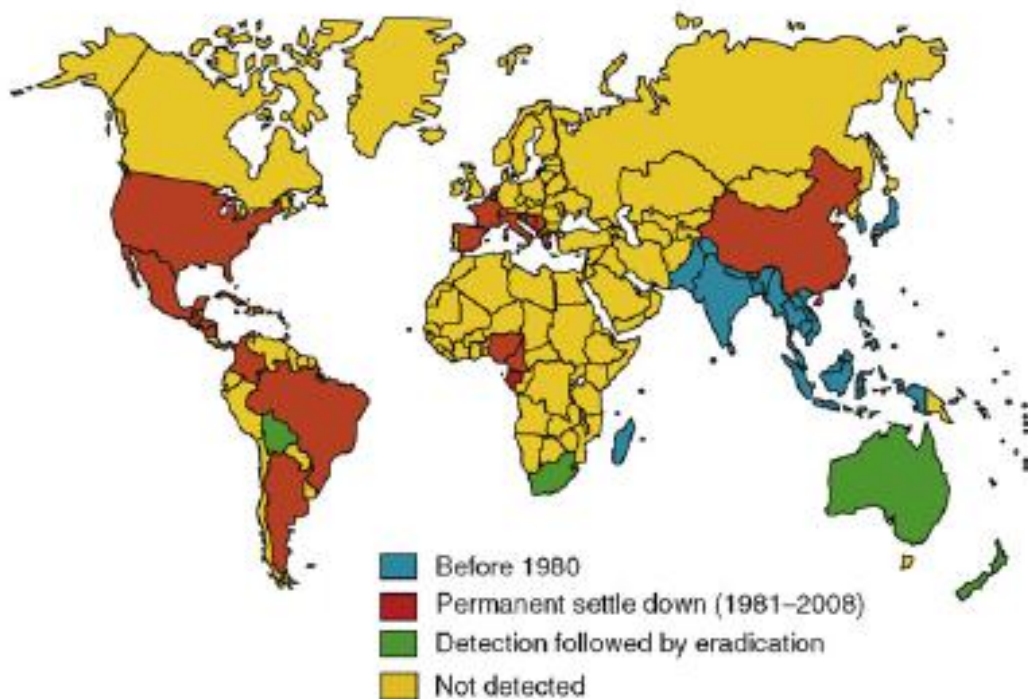 Before 1980
Permanent settle down (1981–2008)
Detection followed by eradication
Not detected